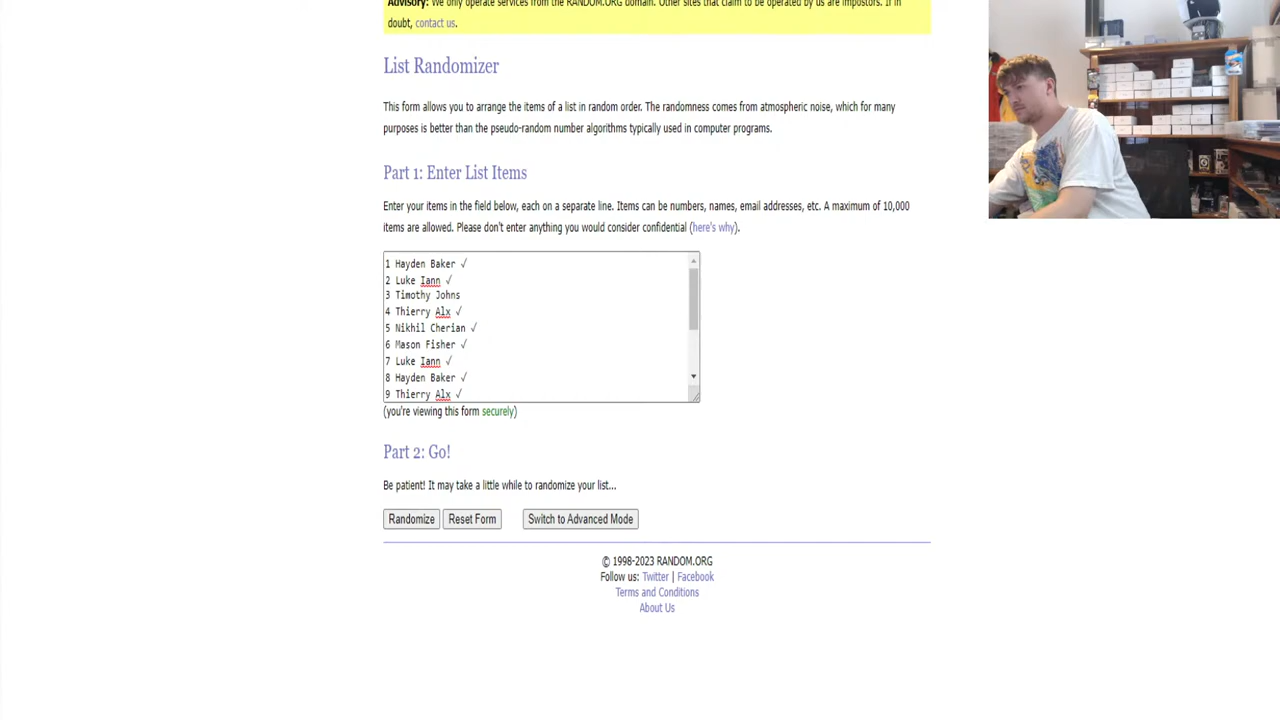 Advisory: We only operate services from the RANDOM.ORG domain. Other sites that claim to be operated by us are impostors. If in
doubt, contact us.
List Randomizer
This form allows you to arrange the items of a list in random order. The randomness comes from atmospheric noise, which for many
purposes is better than the pseudo-random number algorithms typically used in computer programs.
Part 1: Enter List Items
Enter your items in the field below, each on a separate line. Items can be numbers, names, email addresses, etc. A maximum of 10,000
items are allowed. Please don't enter anything you would consider confidential (here's why).
1 Hayden Baker √
2 Luke Iann √
3 Timothy Johns
4 Thierry Alx √
5 Nikhil Cherian √
6 Mason Fisher √
7 Luke Iann √
8 Hayden Baker √
9 Thierry Alx √
(you're viewing this form securely)
Part 2: Go!
Be patient! It may take a little while to randomize your list...
Randomize Reset Form Switch to Advanced Mode
© 1998-2023 RANDOM.ORG
Follow us: Twitter | Facebook
Terms and Conditions
About Us